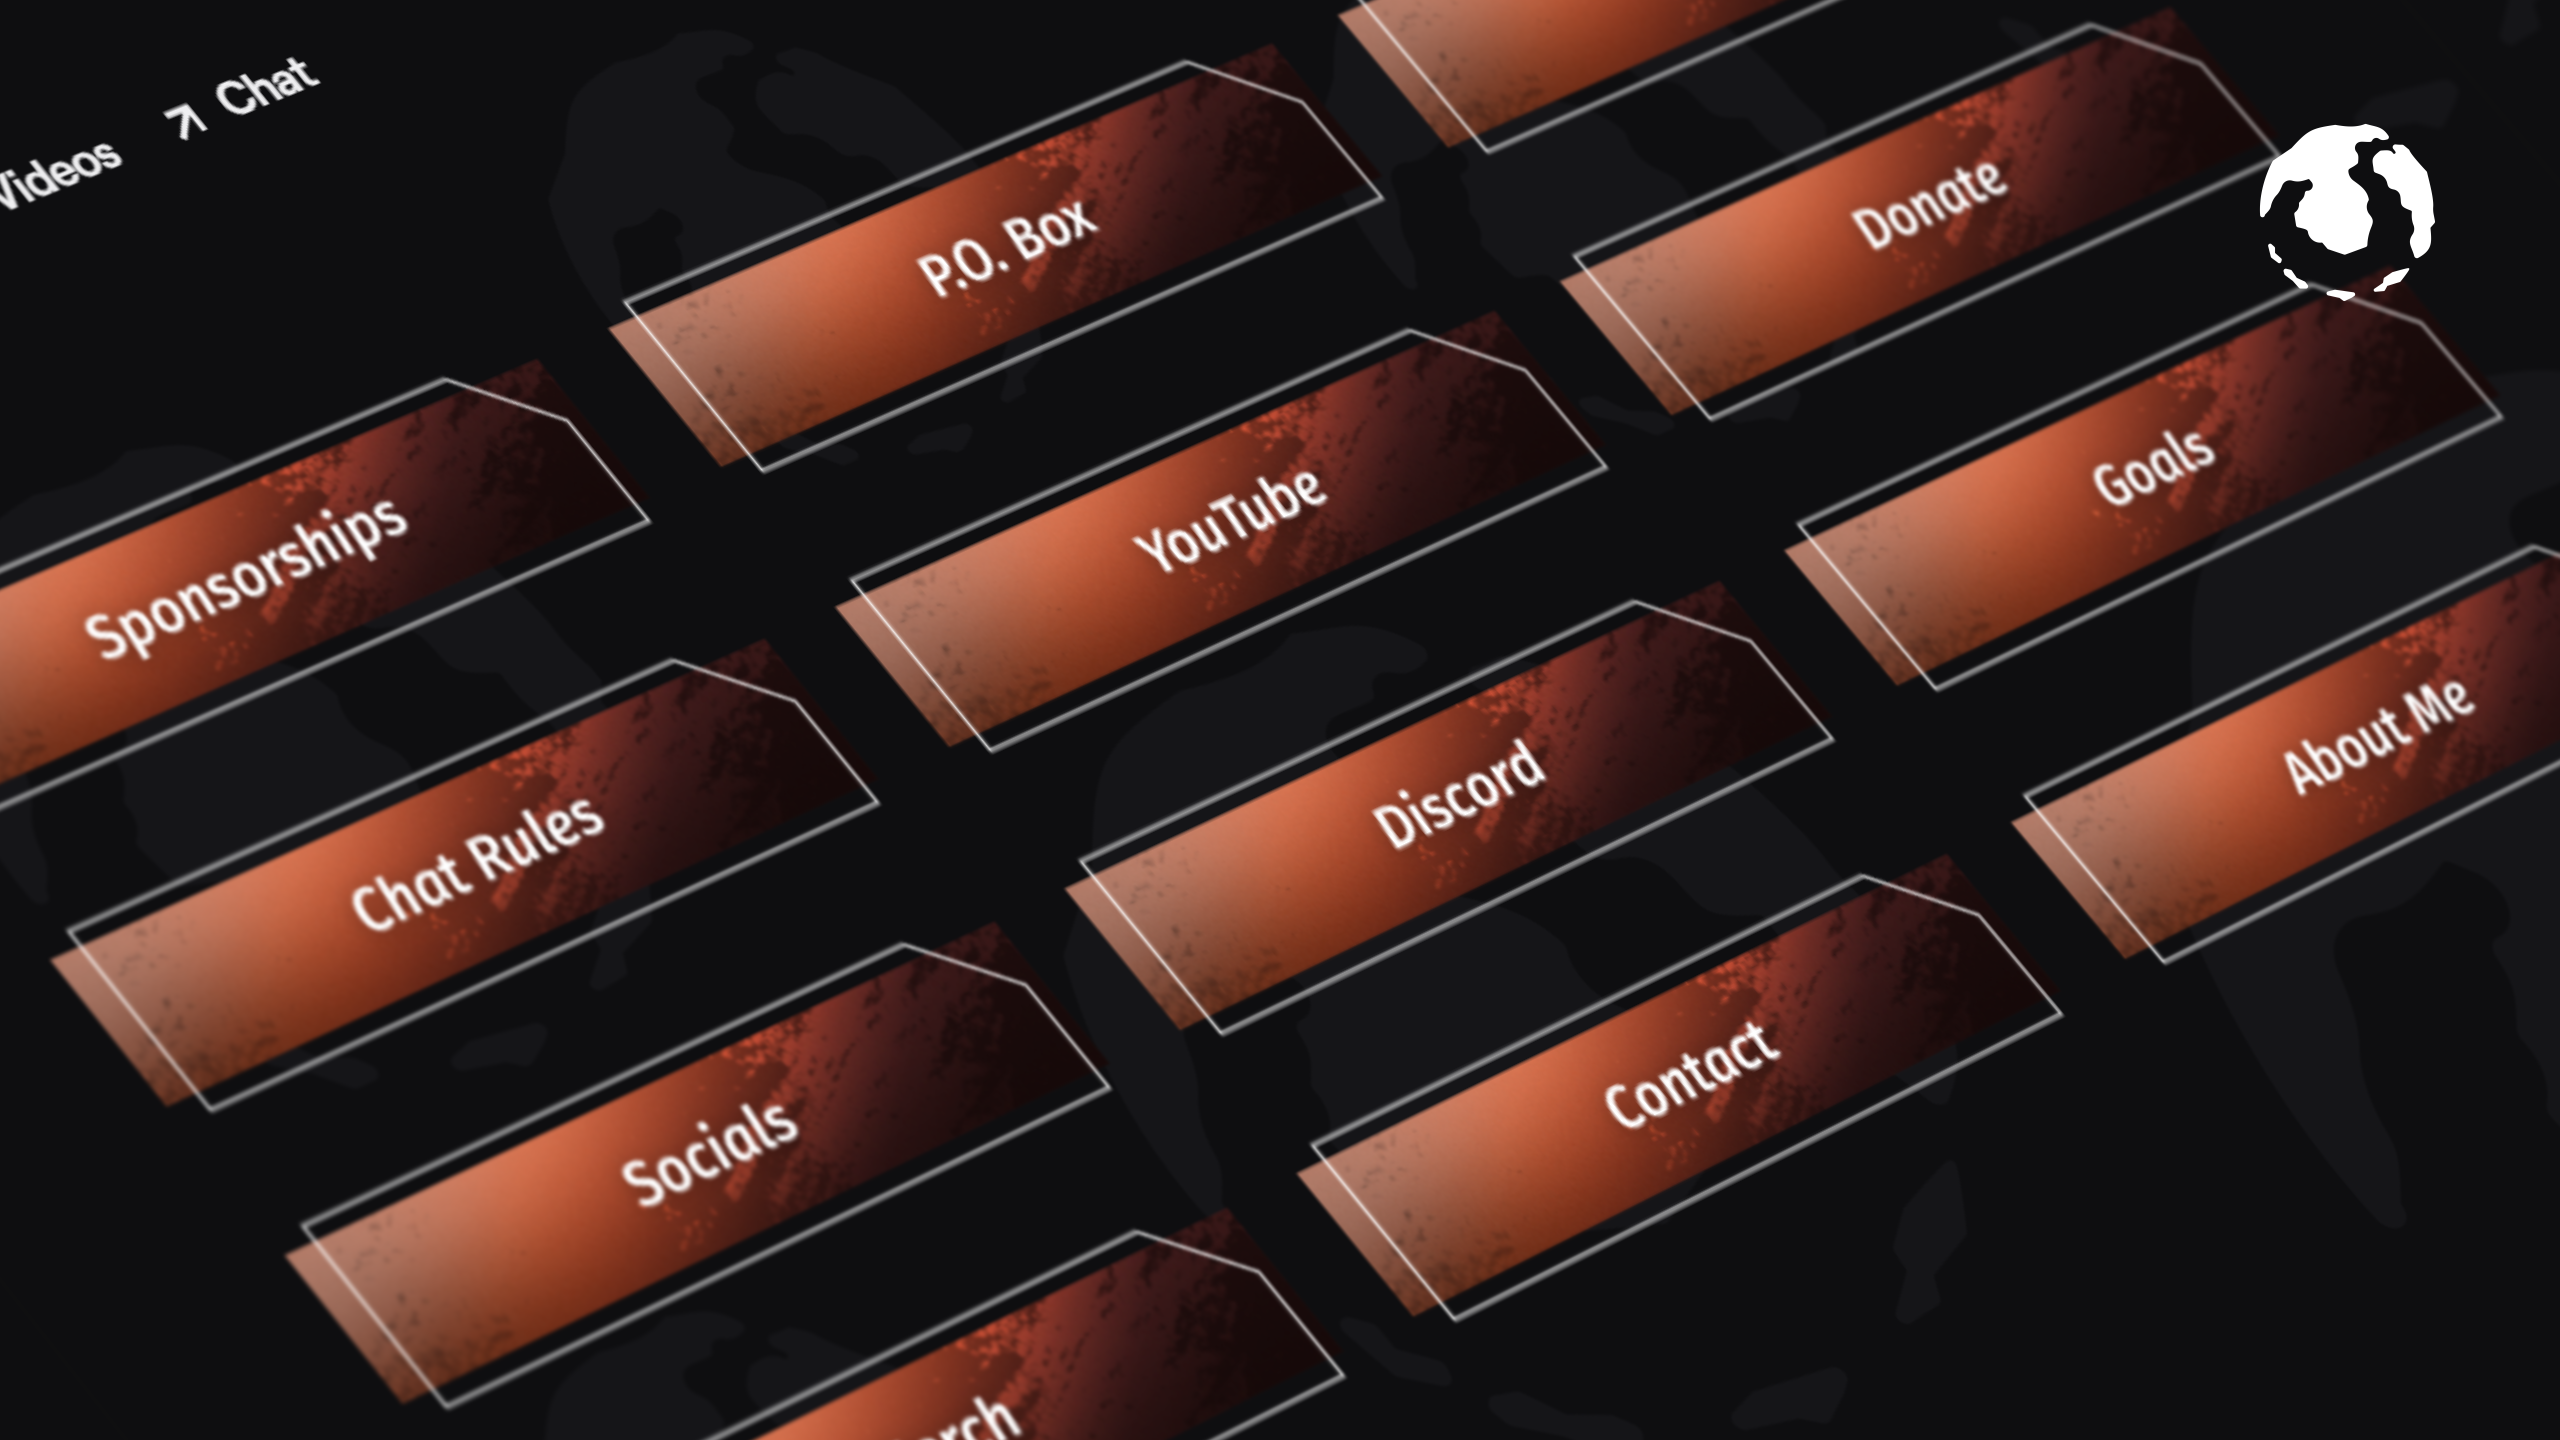 Videos
Chat
P.O. Box
Donate
Sponsorships
YouTube
Goals
Chat Rules
Discord
About Me
Socials
Contact